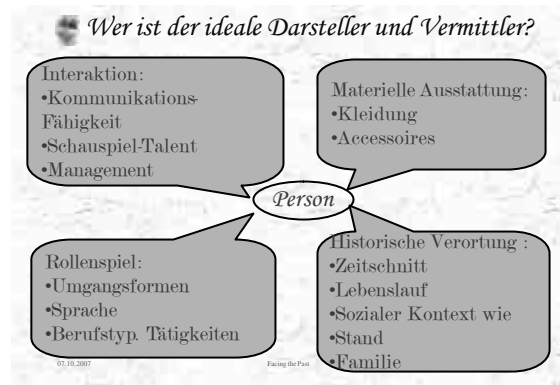 Wer ist der ideale Darsteller und Vermittler?
Interaktion:
•Kommunikations-
Fähigkeit
•Schauspiel-Talent
•Management
Materielle Ausstattung:
•Kleidung
•Accessoires
Person
Rollenspiel:
•Umgangsformen
•Sprache
•Berufstyp. Tätigkeiten
Historische Verortung :
•Zeitschnitt
•Lebenslauf
•Sozialer Kontext wie
•Stand
•Familie
07.10.2007
Facing the Past